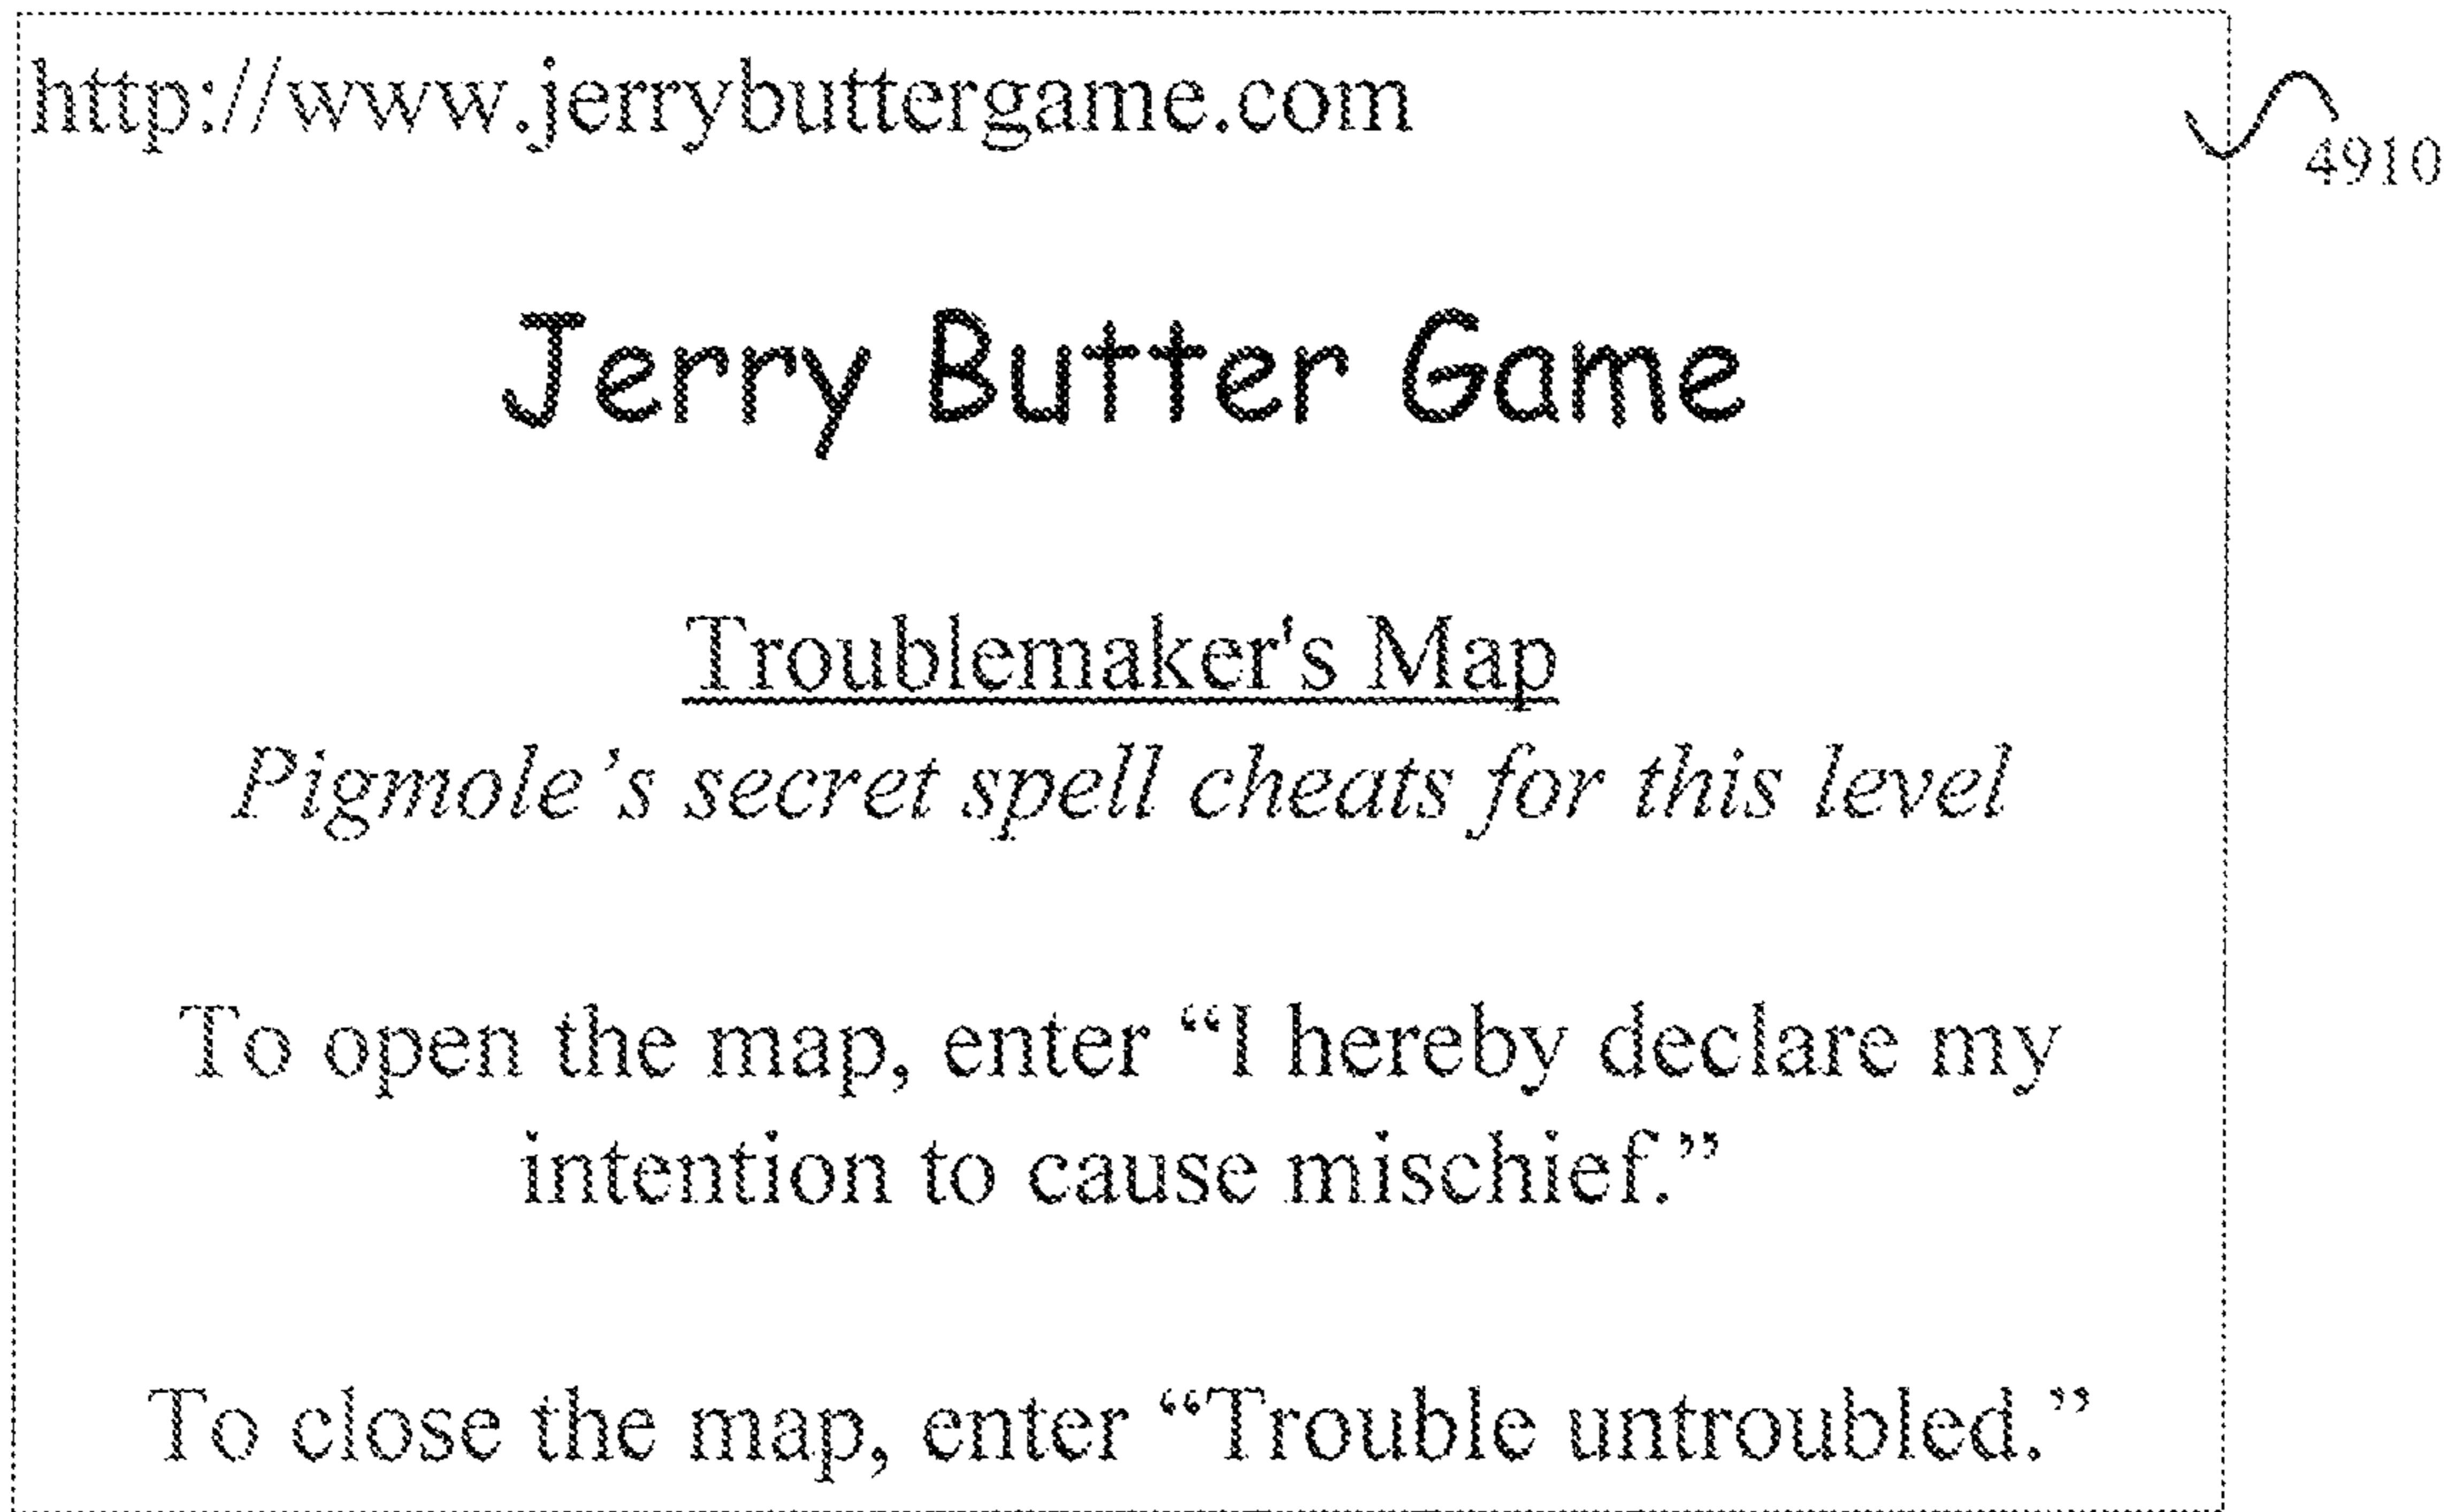 http://www.jerrybuttergame.com
4910
Jerry Butter Game
Troublemaker's Map
Pigmole’s secret spell cheats for this level
To open the map, enter “I hereby declare my
intention to cause mischief.”
To close the map, enter “Trouble untroubled.”